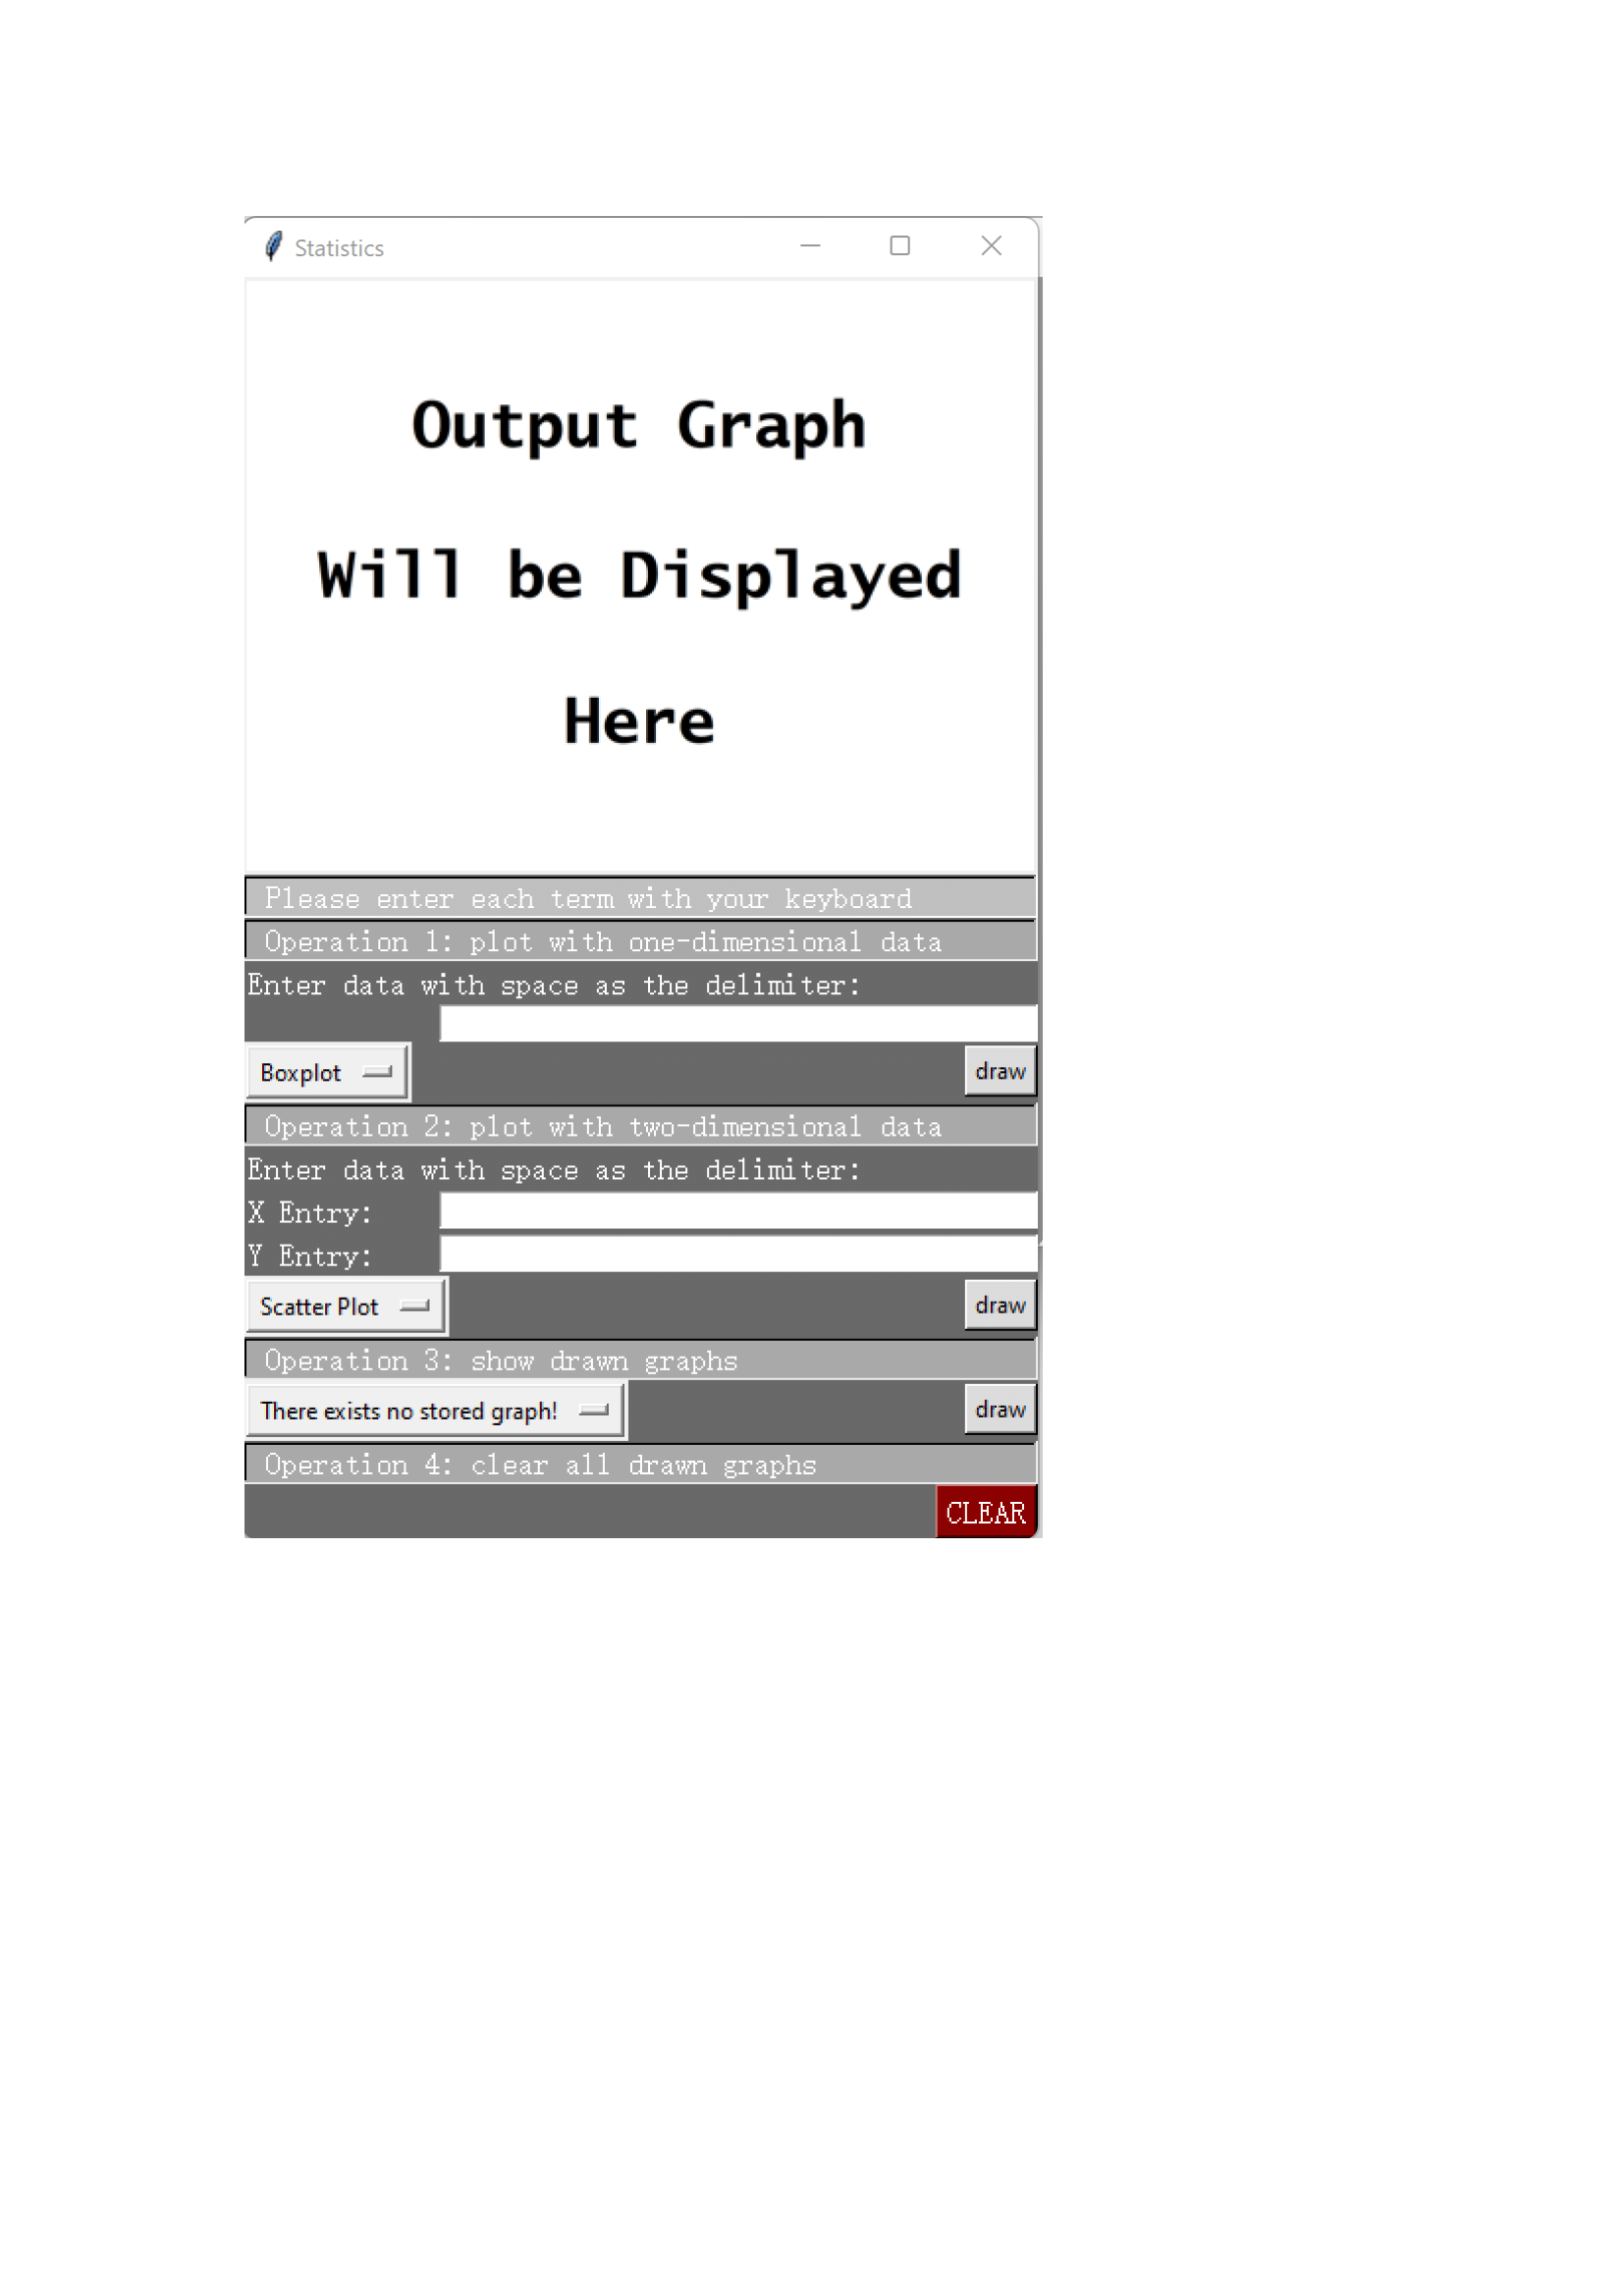 Statistics
Output Graph
Will be Displayed
Here
Please enter each term with your keyboard
Operation 1: plot with one-dimensional data
Enter data with space as the delimiter:
Boxplot draw
Operation 2: plot with two-dimensional data
Enter data with space as the delimiter:
X Entry:
Y Entry:
Scatter Plot draw
Operation 3: show drawn graphs
There exists no stored graph! draw
Operation 4: clear all drawn graphs
CLEAR